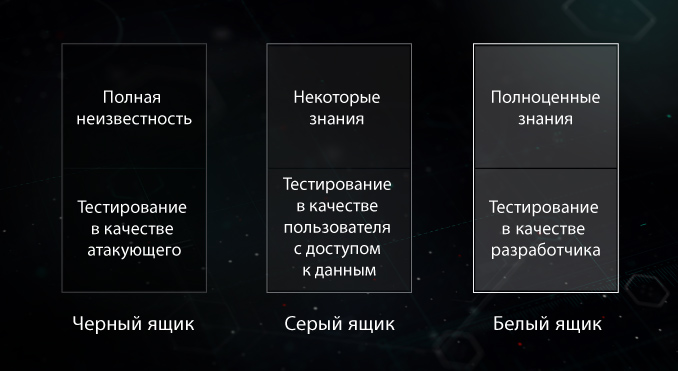 Полная
неизвестность
Тестирование
в качестве
атакующего
Черный ящик
Некоторые
знания
Тестирование
в качестве
пользователя
с доступом
к данным
Серый ящик
Полноценные
знания
Тестирование
в качестве
разработчика
Белый ящик